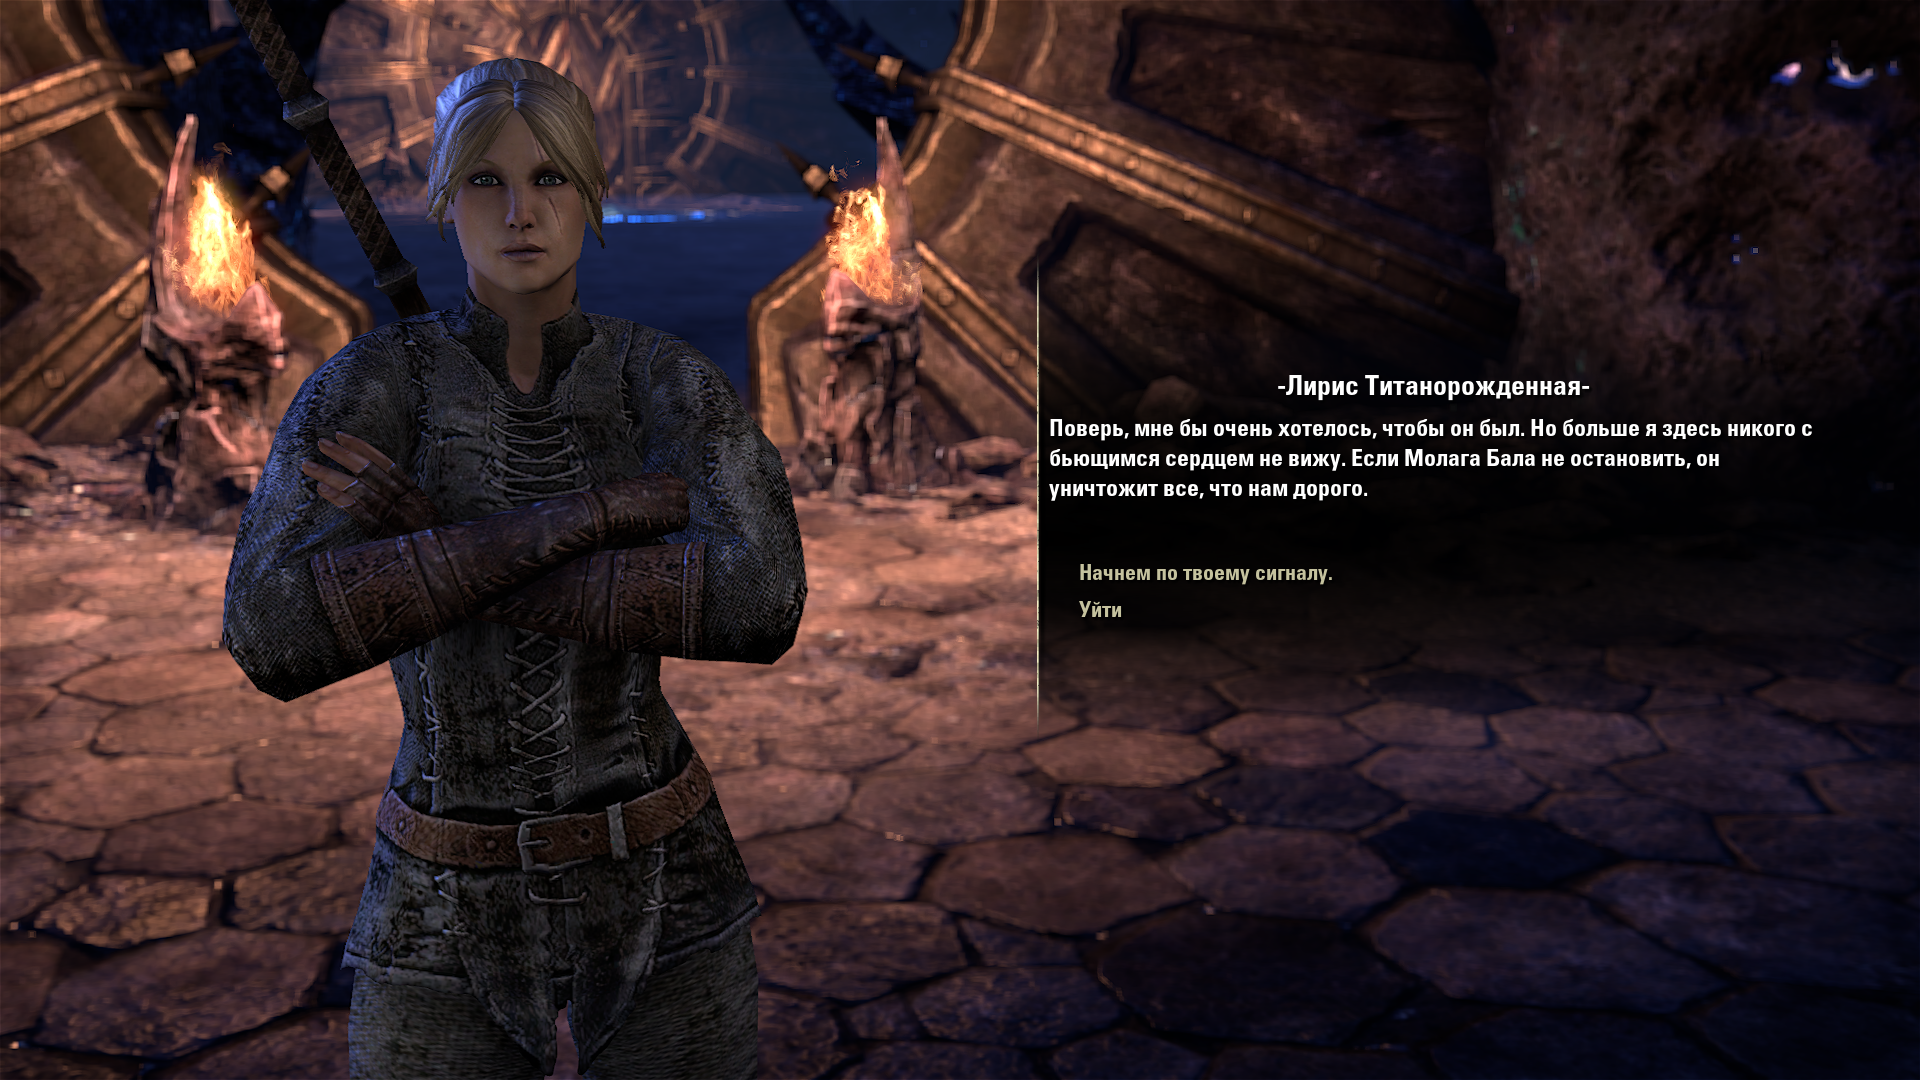 -Лирис Титанорожденная-
Поверь, мне бы очень хотелось, чтобы он был. Но больше я здесь никого с
бьющимся сердцем не вижу. Если Молага Бала не остановить, он
уничтожит все, что нам дорого.
Начнем по твоему сигналу.
Уйти